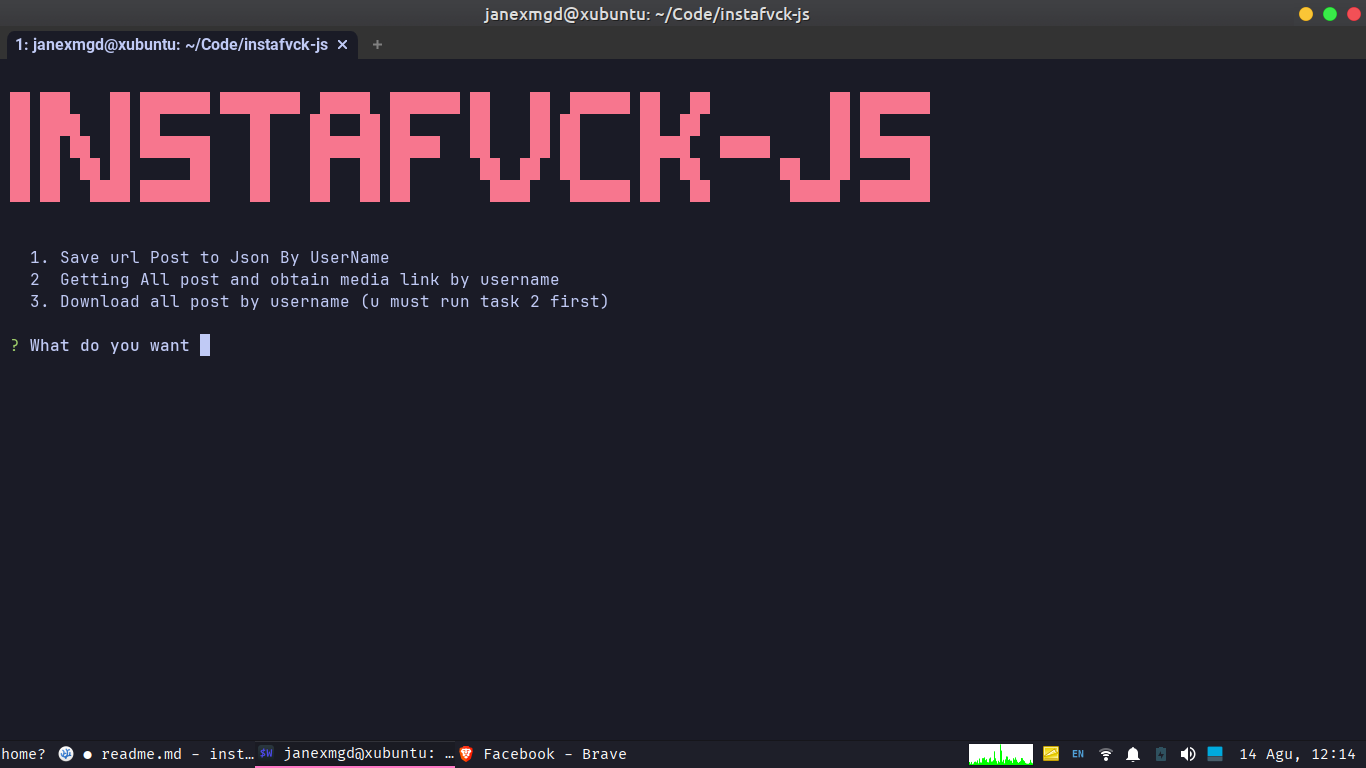 janexmgd@xubuntu: ~/Code/instafvck-js
1: janexmgd@xubuntu: ~/Code/instafvck-js × +
INSTAFVCK-JS
1. Save url Post to Json By UserName
2  Getting All post and obtain media link by username
3. Download all post by username (u must run task 2 first)
? What do you want
home? ● readme.md - inst… $W janexmgd@xubuntu: … Facebook - Brave EN 14 Agu, 12:14